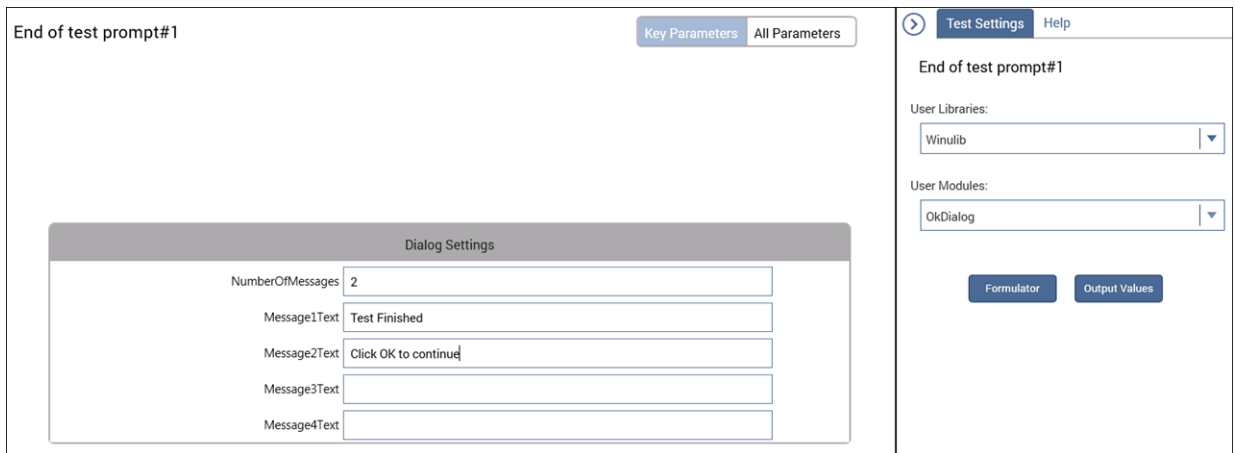 End of test prompt#1
Key Parameters
All Parameters
Dialog Settings
NumberOfMessages 2
Message1Text Test Finished
Message2Text Click OK to continue
Message3Text
Message4Text
Test Settings
Help
End of test prompt#1
User Libraries:
Winulib
User Modules:
OkDialog
Formulator
Output Values